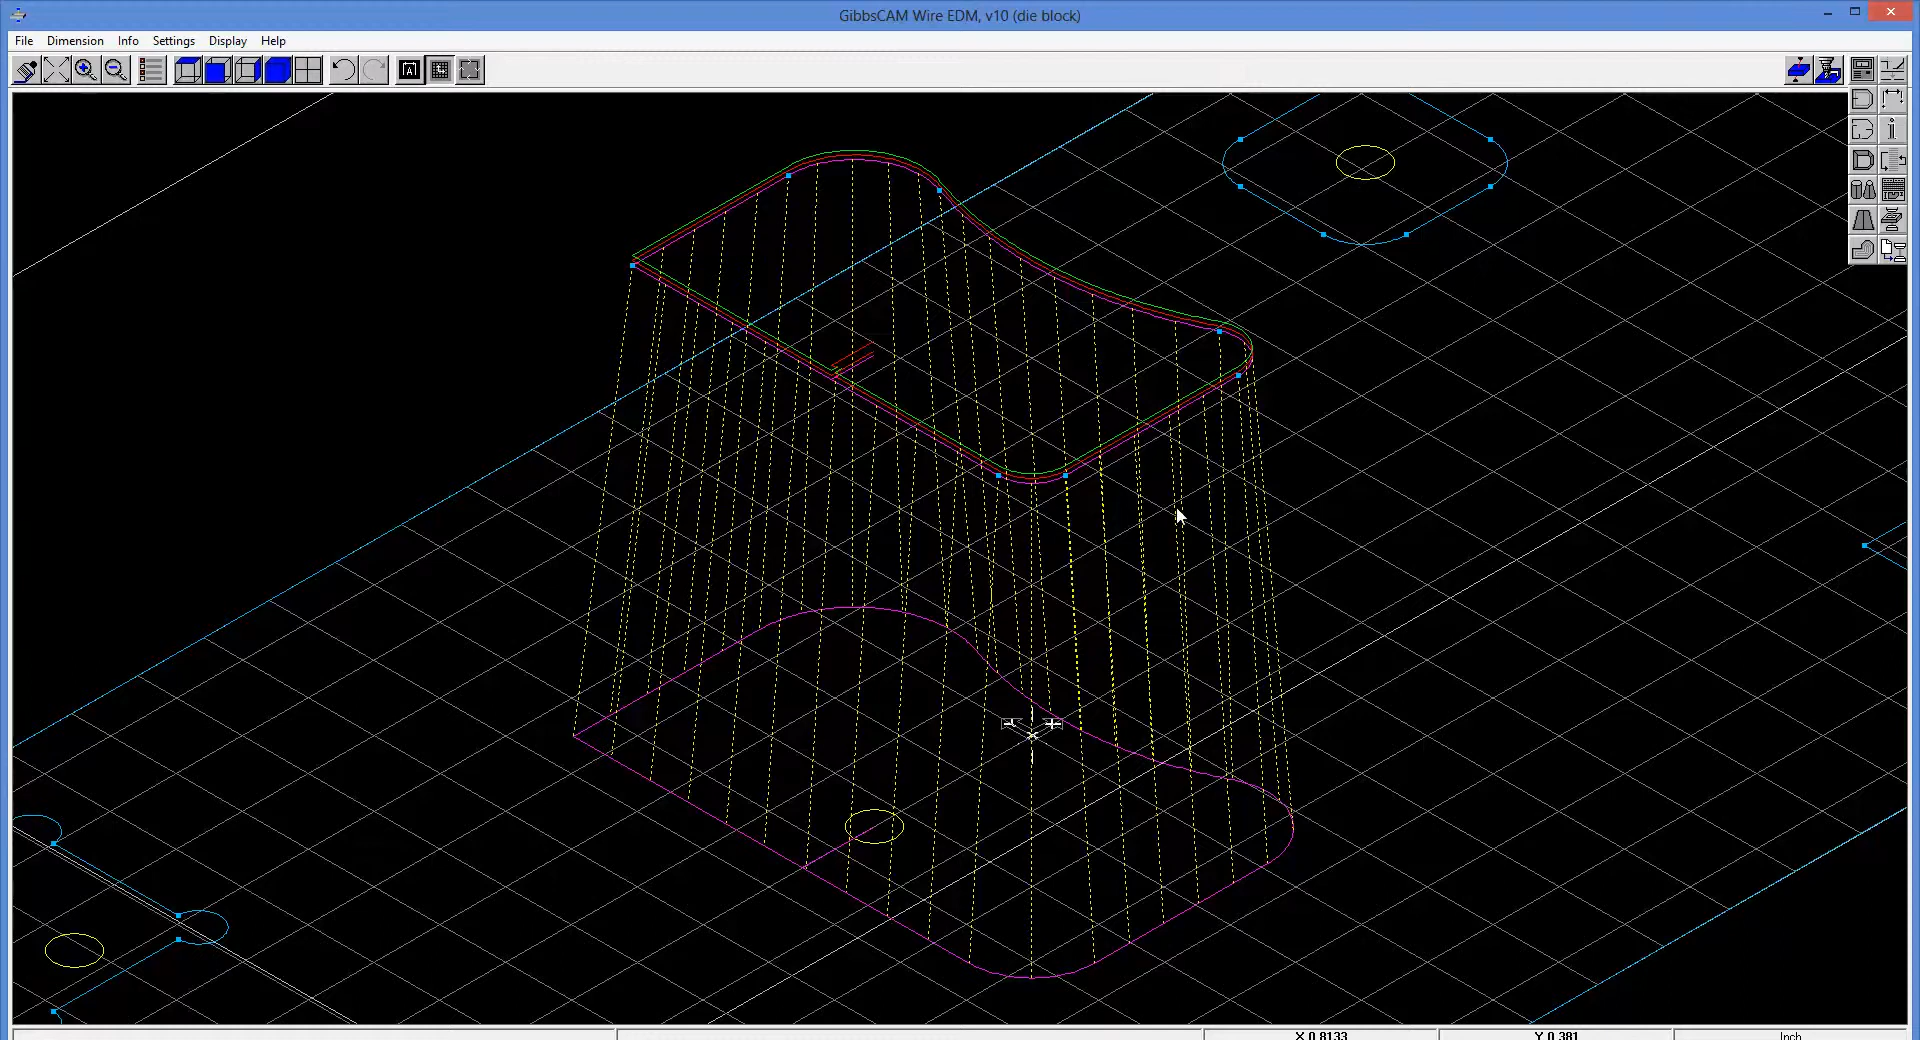 GibbsCAM Wire EDM, v10 (die block)
File Dimension Info Settings Display Help
A
X 0.8133 Y 0.381 Inch